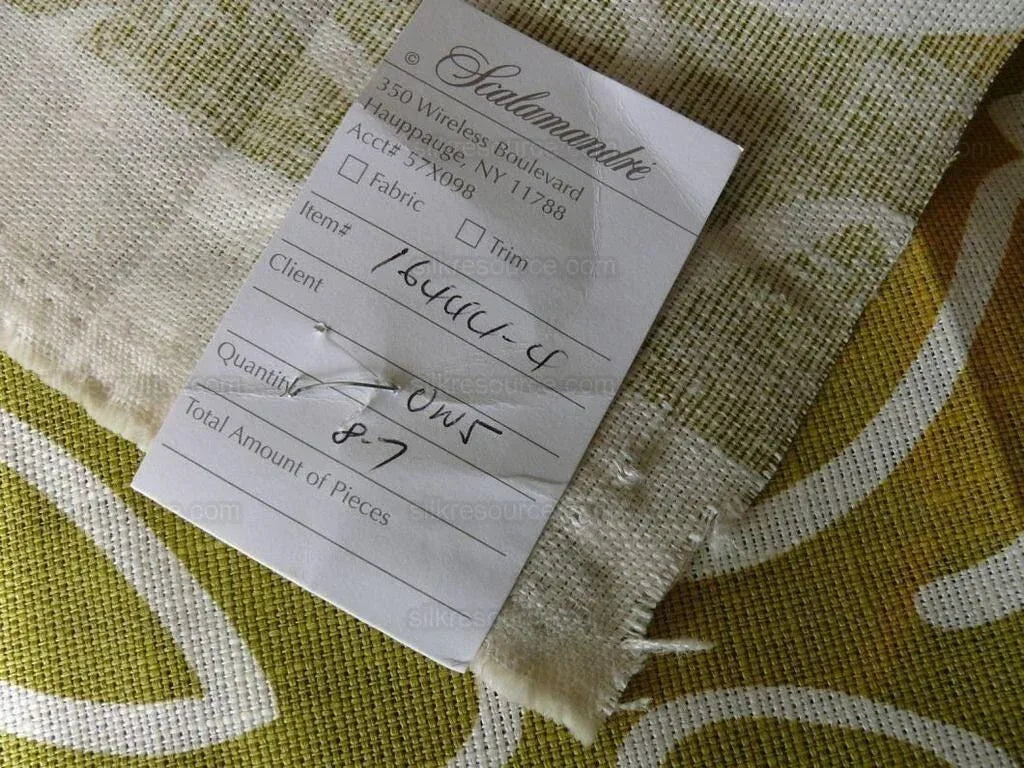 © Scalamandré
350 Wireless Boulevard
Hauppauge, NY 11788
Acct# 57X098
Fabric Trim
Item# 16444-4
Client
Quantity OWS
8-7
Total Amount of Pieces
silkresource.com